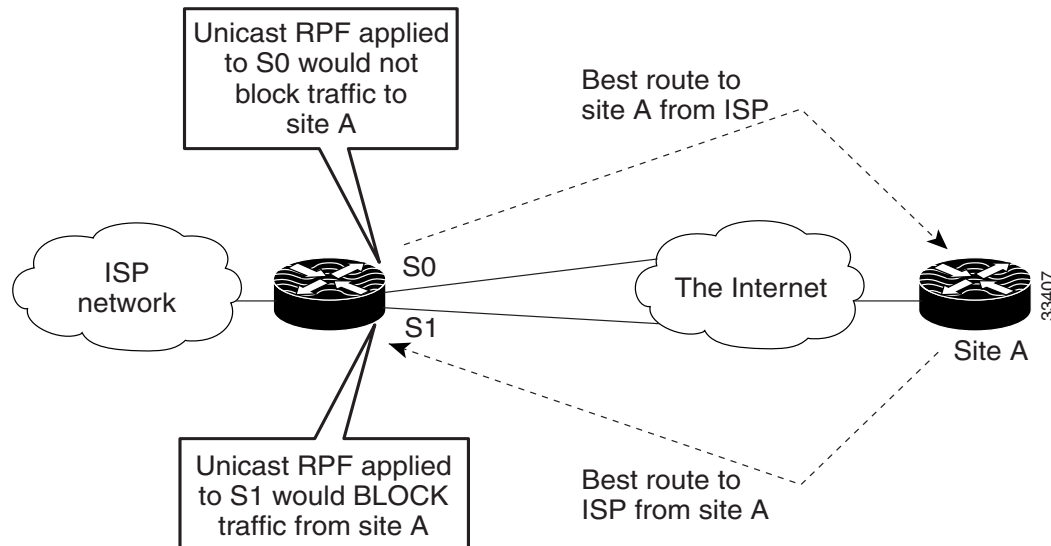 Unicast RPF applied
to S0 would not
block traffic to
site A
Best route to
site A from ISP
ISP
network
S0
S1
The Internet
Site A
33407
Unicast RPF applied
to S1 would BLOCK
traffic from site A
Best route to
ISP from site A